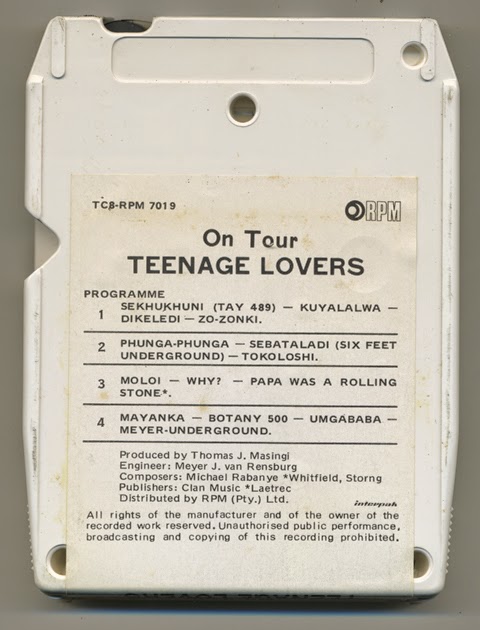 TC8-RPM 7019
RPM
On Tour
TEENAGE LOVERS
PROGRAMME
1 SEKHUKHUNI (TAY 489) — KUYALALWA —
DIKELEDI — ZO-ZONKI.
2 PHUNGA-PHUNGA — SEBATALADI (SIX FEET
UNDERGROUND) — TOKOLOSHI.
3 MOLOI — WHY? — PAPA WAS A ROLLING
STONE*.
4 MAYANKA — BOTANY 500 — UMGABABA —
MEYER-UNDERGROUND.
Produced by Thomas J. Masingi
Engineer: Meyer J. van Rensburg
Composers: Michael Rabanye *Whitfield, Storng
Publishers: Clan Music *Laetrec
Distributed by RPM (Pty.) Ltd.
interpak
All rights of the manufacturer and of the owner of the
recorded work reserved. Unauthorised public performance,
broadcasting and copying of this recording prohibited.